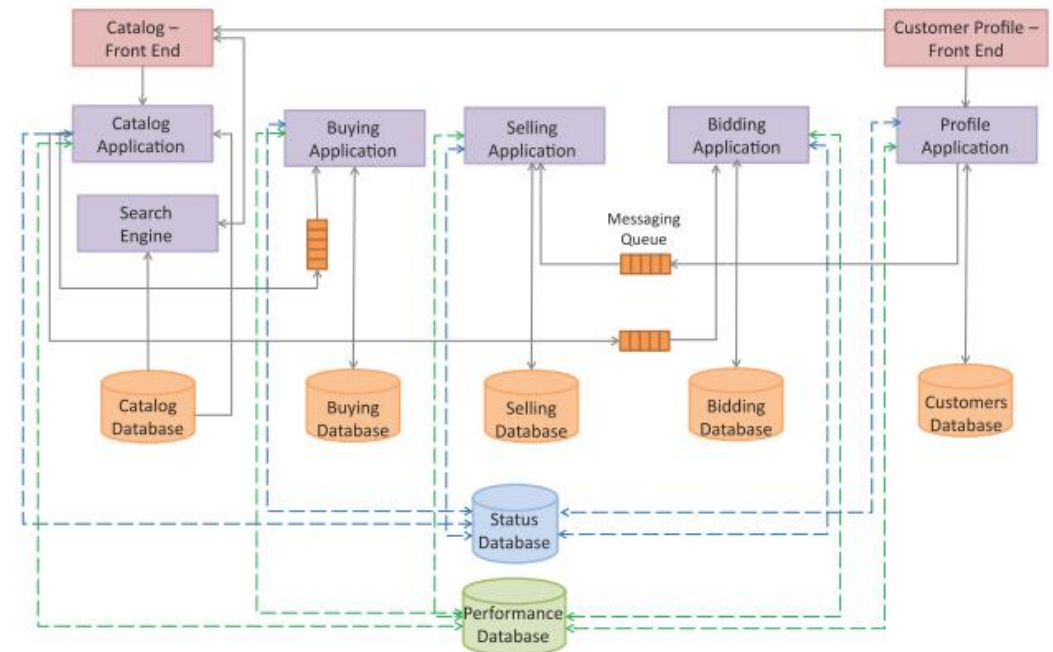 Catalog –
Front End
Customer Profile –
Front End
Catalog
Application
Buying
Application
Selling
Application
Bidding
Application
Profile
Application
Search
Engine
Messaging
Queue
Catalog
Database
Buying
Database
Selling
Database
Bidding
Database
Customers
Database
Status
Database
Performance
Database